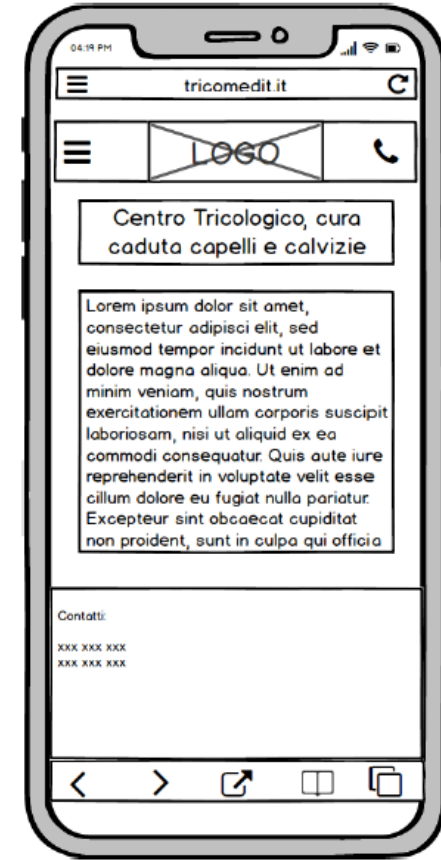 04:19 PM
tricomedit.it
LOGO
Centro Tricologico, cura
caduta capelli e calvizie
Lorem ipsum dolor sit amet,
consectetur adipisci elit, sed
eiusmod tempor incidunt ut labore et
dolore magna aliqua. Ut enim ad
minim veniam, quis nostrum
exercitationem ullam corporis suscipit
laboriosam, nisi ut aliquid ex ea
commodi consequatur. Quis aute iure
reprehenderit in voluptate velit esse
cillum dolore eu fugiat nulla pariatur.
Excepteur sint obcaecat cupiditat
non proident, sunt in culpa qui officia
Contatti:
xxx xxx xxx
xxx xxx xxx